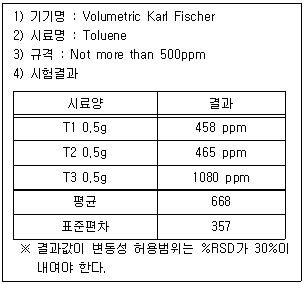 1) 기기명 : Volumetric Karl Fischer
2) 시료명 : Toluene
3) 규격 : Not more than 500ppm
4) 시험결과
시료양 결과
T1 0.5g 458 ppm
T2 0.5g 465 ppm
T3 0.5g 1080 ppm
평균 668
표준편차 357
※ 결과값이 변동성 허용범위는 %RSD가 30%이
내여야 한다.